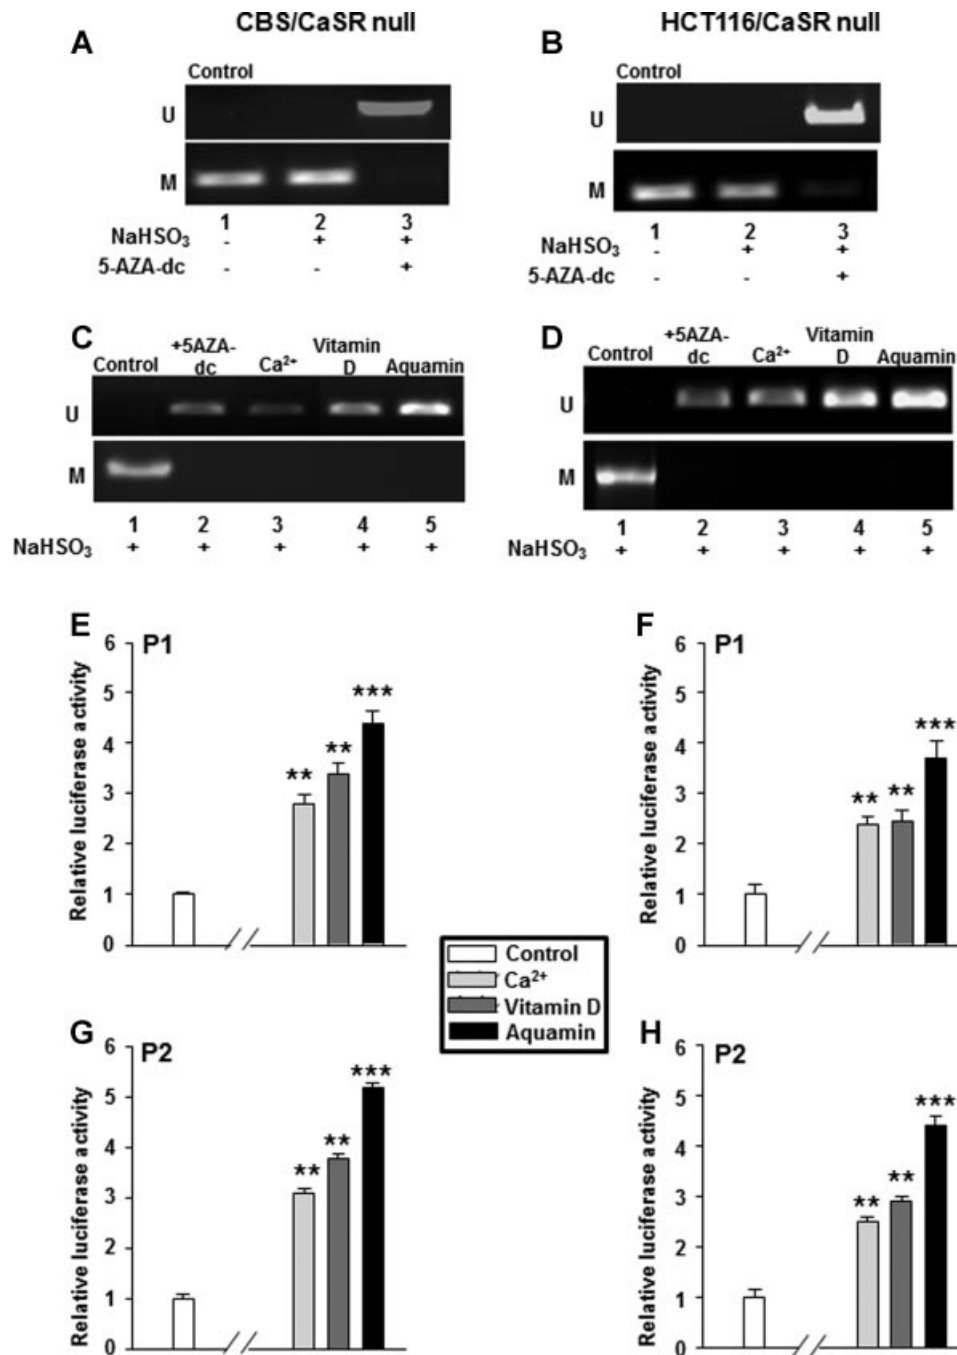 CBS/CaSR null
HCT116/CaSR null
A
Control
U
M
1 2 3
NaHSO3 - + +
5-AZA-dc - - +
B
Control
U
M
1 2 3
NaHSO3 - + +
5-AZA-dc - - +
C
Control +5AZA-dc Ca2+ Vitamin D Aquamin
U
M
1 2 3 4 5
NaHSO3 + + + + +
D
Control +5AZA-dc Ca2+ Vitamin D Aquamin
U
M
1 2 3 4 5
NaHSO3 + + + + +
E
P1
Relative luciferase activity
6
5
4
3
2
1
0
** ** ***
F
P1
Relative luciferase activity
6
5
4
3
2
1
0
** ** ***
Control
Ca2+
Vitamin D
Aquamin
G
P2
Relative luciferase activity
6
5
4
3
2
1
0
** ** ***
H
P2
Relative luciferase activity
6
5
4
3
2
1
0
** ** ***